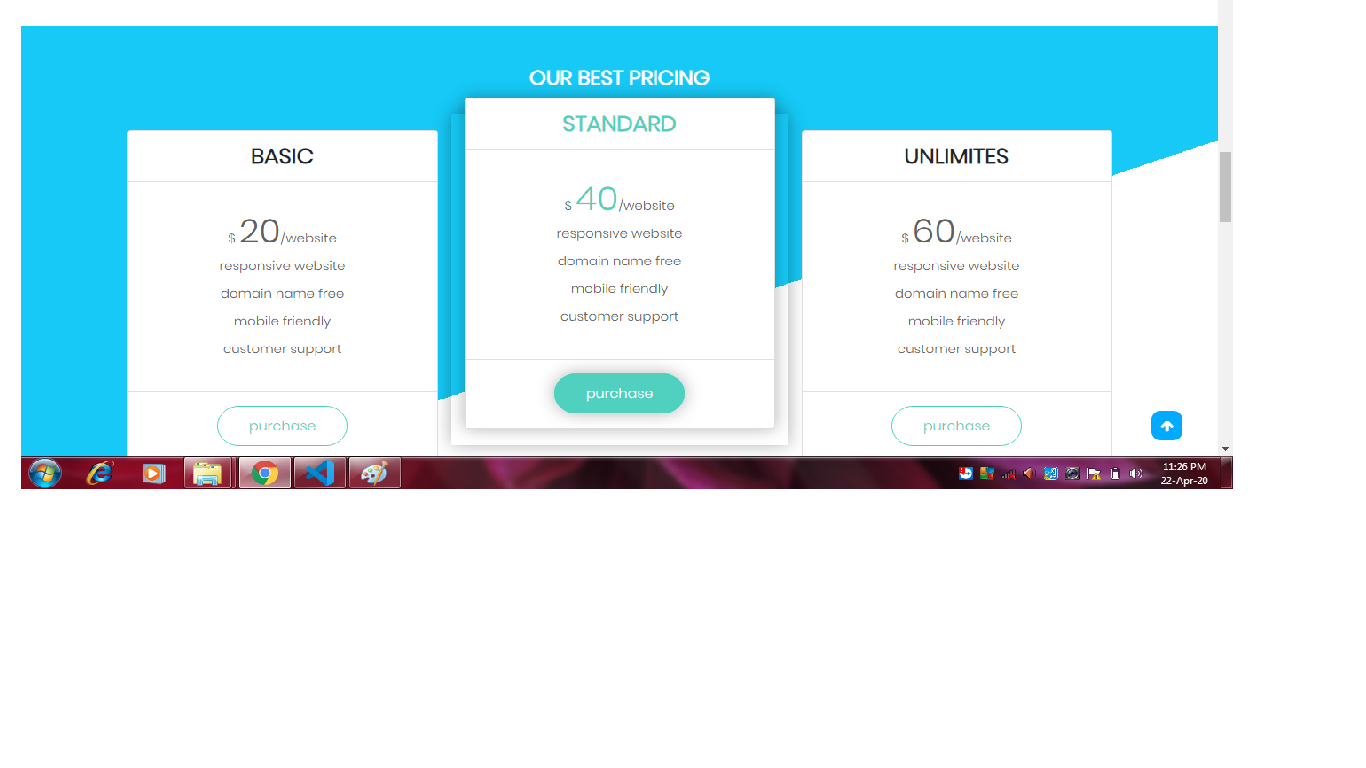 OUR BEST PRICING
BASIC
$ 20/website
responsive website
domain name free
mobile friendly
customer support
purchase
STANDARD
$ 40/website
responsive website
domain name free
mobile friendly
customer support
purchase
UNLIMITES
$ 60/website
responsive website
domain name free
mobile friendly
customer support
purchase
11:26 PM
22-Apr-20